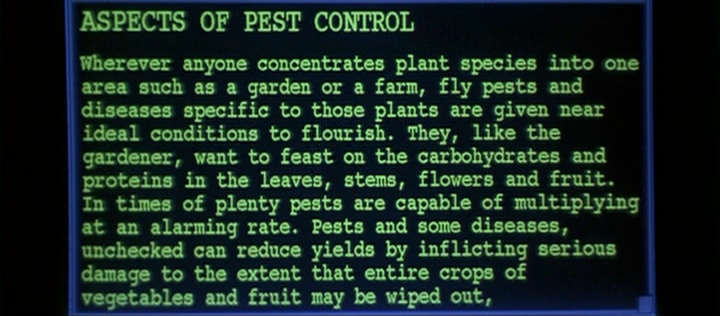 ASPECTS OF PEST CONTROL
Wherever anyone concentrates plant species into one
area such as a garden or a farm, fly pests and
diseases specific to those plants are given near
ideal conditions to flourish. They, like the
gardener, want to feast on the carbohydrates and
proteins in the leaves, stems, flowers and fruit.
In times of plenty pests are capable of multiplying
at an alarming rate. Pests and some diseases,
unchecked can reduce yields by inflicting serious
damage to the extent that entire crops of
vegetables and fruit may be wiped out,